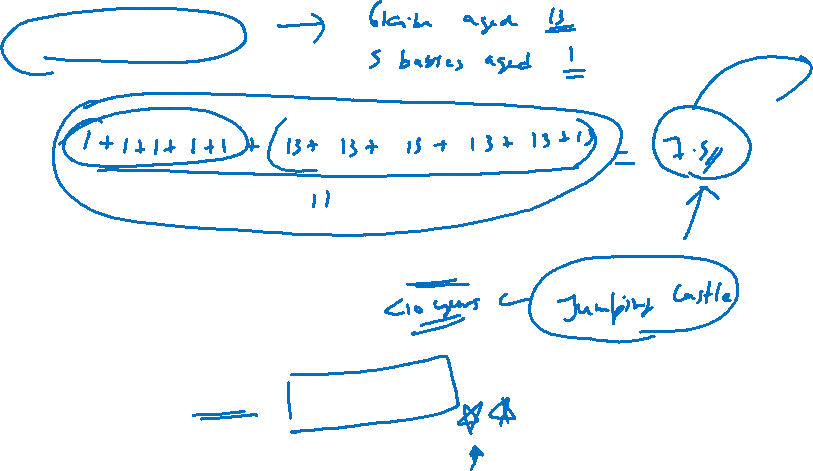 6 kids aged 13
5 babies aged 1
1 + 1 + 1 + 1 + 1 + (13 + 13 + 13 + 13 + 13 + 13) = 7.5
11
<10 years
Jumping Castle